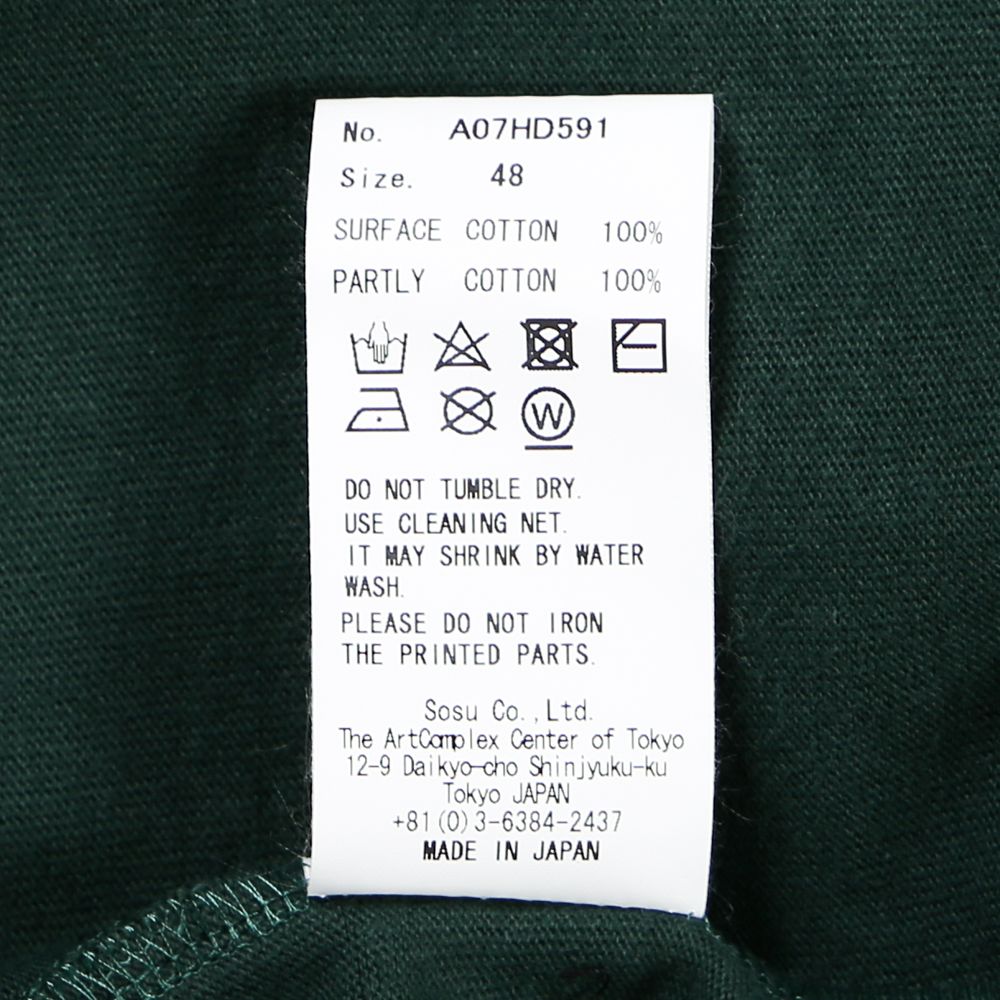 No. A07HD591
Size. 48
SURFACE COTTON 100%
PARTLY COTTON 100%
W
DO NOT TUMBLE DRY.
USE CLEANING NET.
IT MAY SHRINK BY WATER
WASH.
PLEASE DO NOT IRON
THE PRINTED PARTS.
Sosu Co.,Ltd.
The ArtComplex Center of Tokyo
12-9 Daikyo-cho Shinjyuku-ku
Tokyo JAPAN
+81(0)3-6384-2437
MADE IN JAPAN